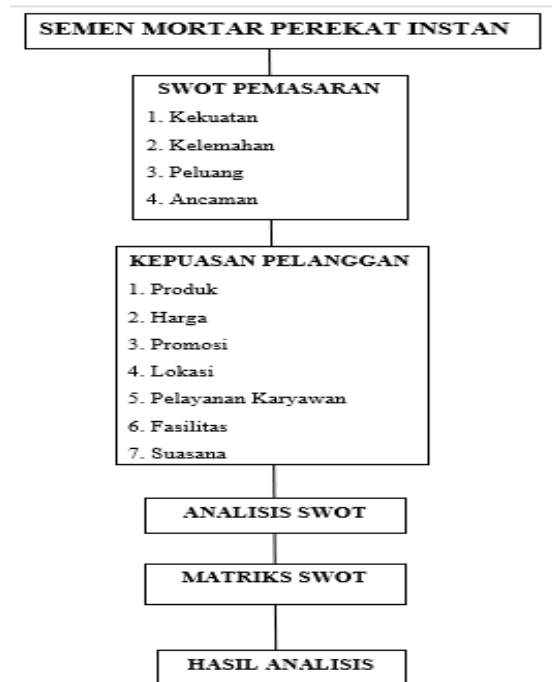 SEMEN MORTAR PEREKAT INSTAN
SWOT PEMASARAN
1. Kekuatan
2. Kelemahan
3. Peluang
4. Ancaman
KEPUASAN PELANGGAN
1. Produk
2. Harga
3. Promosi
4. Lokasi
5. Pelayanan Karyawan
6. Fasilitas
7. Suasana
ANALISIS SWOT
MATRIKS SWOT
HASIL ANALISIS